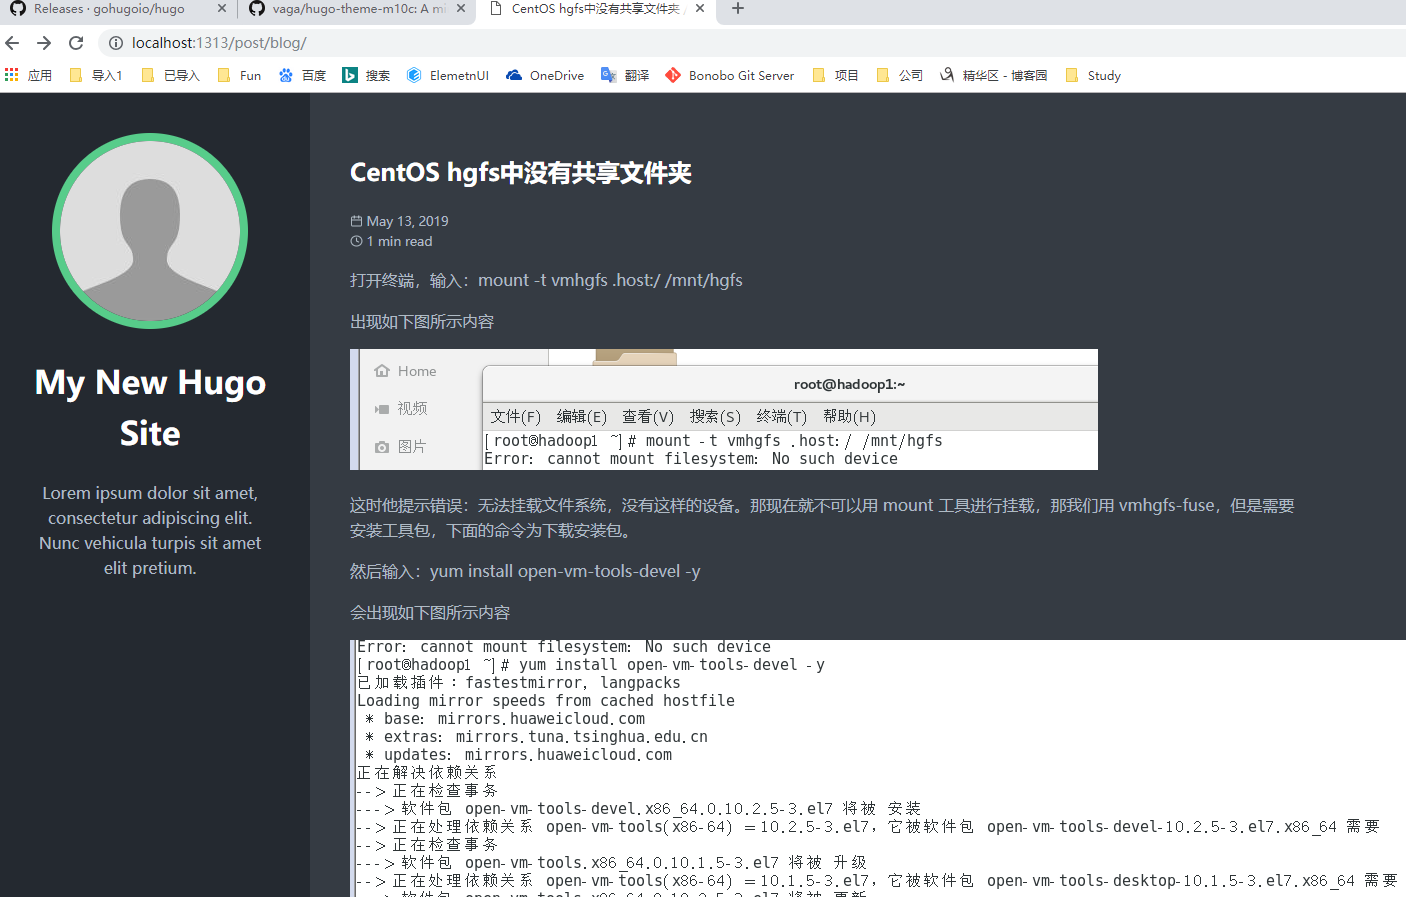 Releases · gohugoio/hugo
vaga/hugo-theme-m10c: A mi
CentOS hgfs中没有共享文件夹
localhost:1313/post/blog/
应用 导入1 已导入 Fun 百度 搜索 ElemetnUI OneDrive 翻译 Bonobo Git Server 项目 公司 精华区 - 博客园 Study
My New Hugo
Site
Lorem ipsum dolor sit amet,
consectetur adipiscing elit.
Nunc vehicula turpis sit amet
elit pretium.
CentOS hgfs中没有共享文件夹
May 13, 2019
1 min read
打开终端，输入：mount -t vmhgfs .host:/ /mnt/hgfs
出现如下图所示内容
Home
视频
图片
root@hadoop1:~
文件(F) 编辑(E) 查看(V) 搜索(S) 终端(T) 帮助(H)
[root@hadoop1 ~]# mount -t vmhgfs .host:/ /mnt/hgfs
Error: cannot mount filesystem: No such device
这时他提示错误：无法挂载文件系统，没有这样的设备。那现在就不可以用 mount 工具进行挂载，那我们用 vmhgfs-fuse，但是需要
安装工具包，下面的命令为下载安装包。
然后输入：yum install open-vm-tools-devel -y
会出现如下图所示内容
Error: cannot mount filesystem: No such device
[root@hadoop1 ~]# yum install open-vm-tools-devel -y
已加载插件：fastestmirror, langpacks
Loading mirror speeds from cached hostfile
* base: mirrors.huaweicloud.com
* extras: mirrors.tuna.tsinghua.edu.cn
* updates: mirrors.huaweicloud.com
正在解决依赖关系
--> 正在检查事务
---> 软件包 open-vm-tools-devel.x86_64.0.10.2.5-3.el7 将被 安装
--> 正在处理依赖关系 open-vm-tools(x86-64) = 10.2.5-3.el7，它被软件包 open-vm-tools-devel-10.2.5-3.el7.x86_64 需要
--> 正在检查事务
---> 软件包 open-vm-tools.x86_64.0.10.1.5-3.el7 将被 升级
--> 正在处理依赖关系 open-vm-tools(x86-64) = 10.1.5-3.el7，它被软件包 open-vm-tools-desktop-10.1.5-3.el7.x86_64 需要